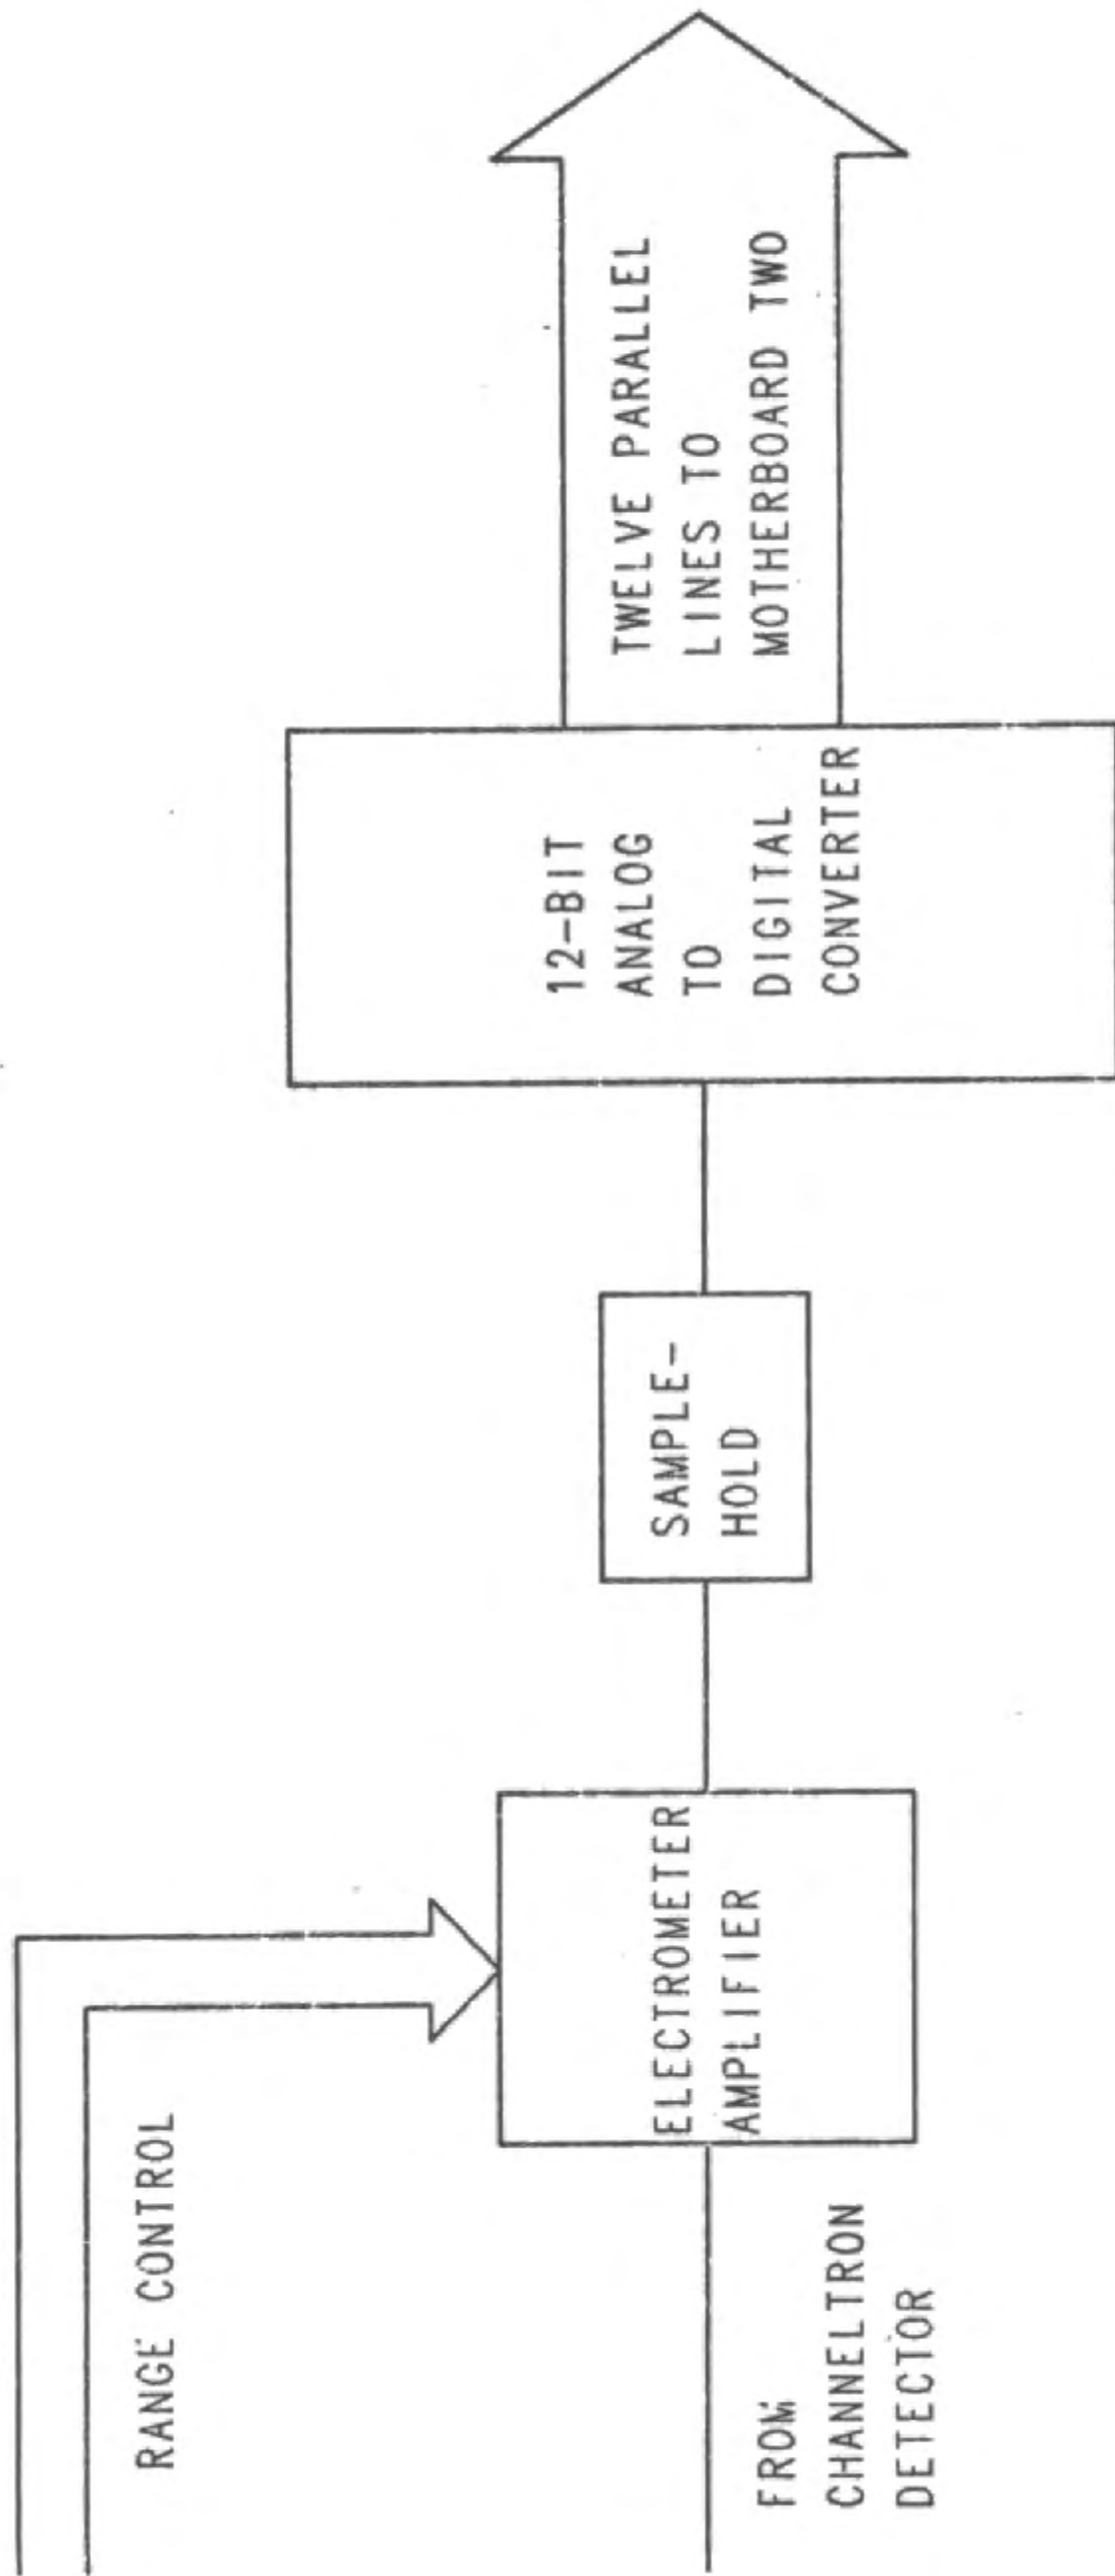 RANGE CONTROL
FROM
CHANNELTRON
DETECTOR
ELECTROMETER
AMPLIFIER
SAMPLE-
HOLD
12-BIT
ANALOG
TO
DIGITAL
CONVERTER
TWELVE PARALLEL
LINES TO
MOTHERBOARD TWO